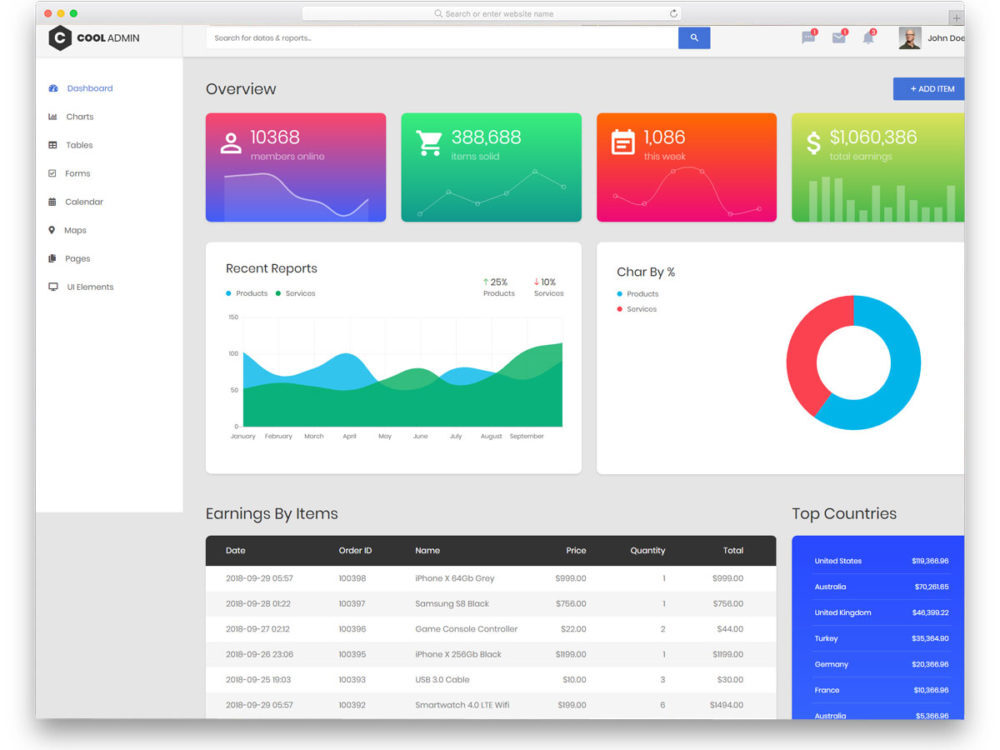 Search or enter website name
COOL ADMIN
Search for datas & reports...
1
1
3
John Doe
Dashboard
Charts
Tables
Forms
Calendar
Maps
Pages
UI Elements
Overview
+ ADD ITEM
10368
members online
388,688
items solid
1,086
this week
$1,060,386
total earnings
Recent Reports
Products Services
25% 10%
Products Services
150
100
50
0
January February March April May June July August September
Char By %
Products
Services
Earnings By Items
Date Order ID Name Price Quantity Total
2018-09-29 05:57 100398 iPhone X 64Gb Grey $999.00 1 $999.00
2018-09-28 01:22 100397 Samsung S8 Black $756.00 1 $756.00
2018-09-27 02:12 100396 Game Console Controller $22.00 2 $44.00
2018-09-26 23:06 100395 iPhone X 256Gb Black $1199.00 1 $1199.00
2018-09-25 19:03 100393 USB 3.0 Cable $10.00 3 $30.00
2018-09-29 05:57 100392 Smartwatch 4.0 LTE Wifi $199.00 6 $1494.00
Top Countries
United States $119,366.96
Australia $70,261.65
United Kingdom $46,399.22
Turkey $35,364.90
Germany $20,366.96
France $10,366.96
Australia $5,366.96